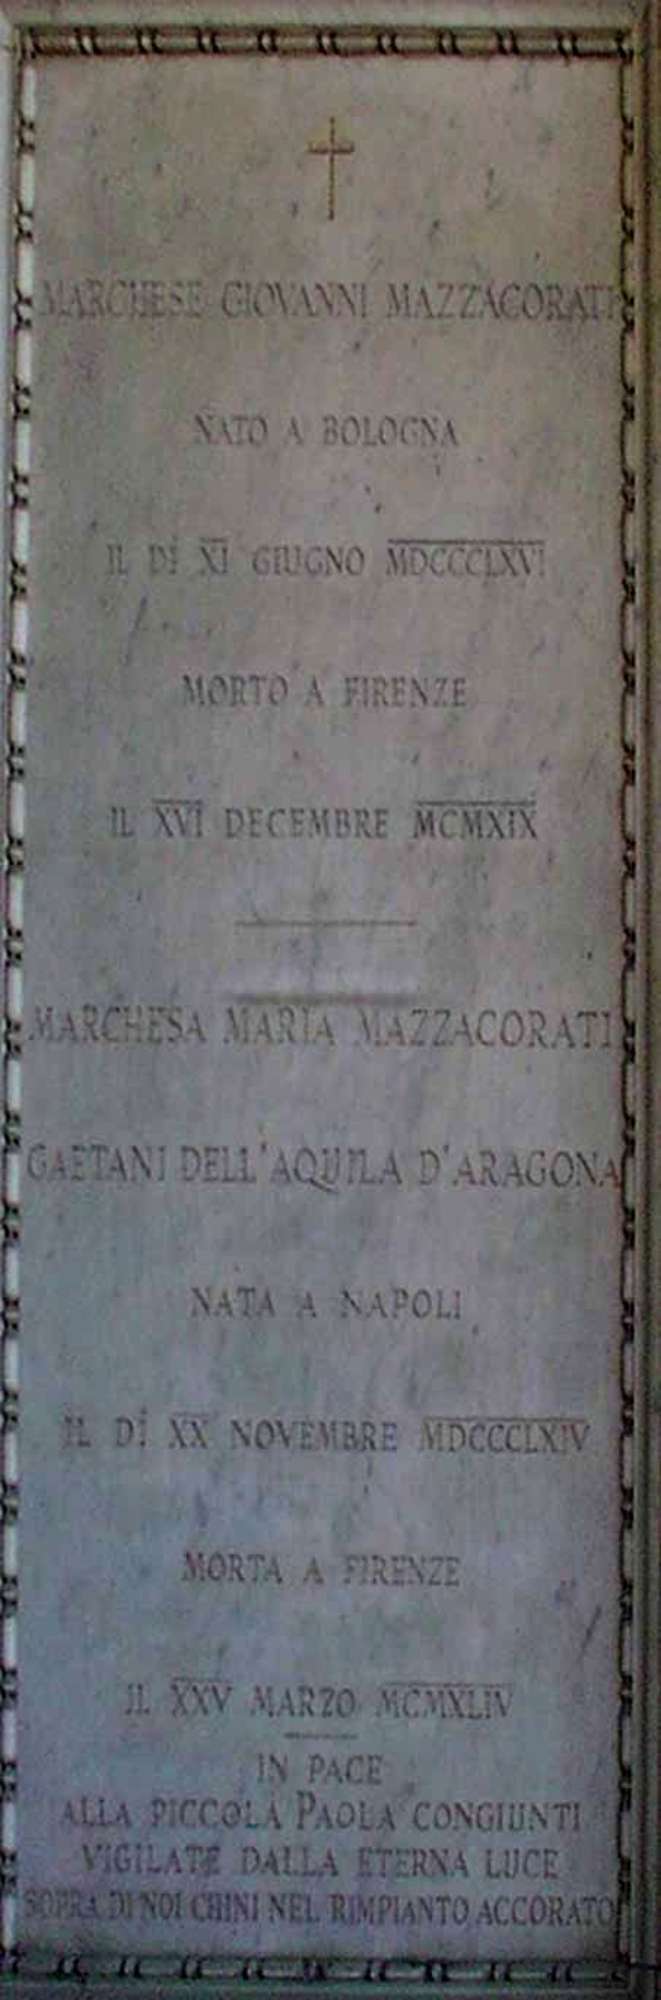 MARCHESE GIOVANNI MAZZACORATI
NATO A BOLOGNA
IL DÌ XI GIUGNO MDCCCLXVI
MORTO A FIRENZE
IL XVI DECEMBRE MCMXIX
MARCHESA MARIA MAZZACORATI
GAETANI DELL'AQUILA D'ARAGONA
NATA A NAPOLI
IL DÌ XX NOVEMBRE MDCCCLXIV
MORTA A FIRENZE
IL XXV MARZO MCMXLIV
IN PACE
ALLA PICCOLA PAOLA CONGIUNTI
VIGILATE DALLA ETERNA LUCE
SOPRA DI NOI CHINI NEL RIMPIANTO ACCORATO